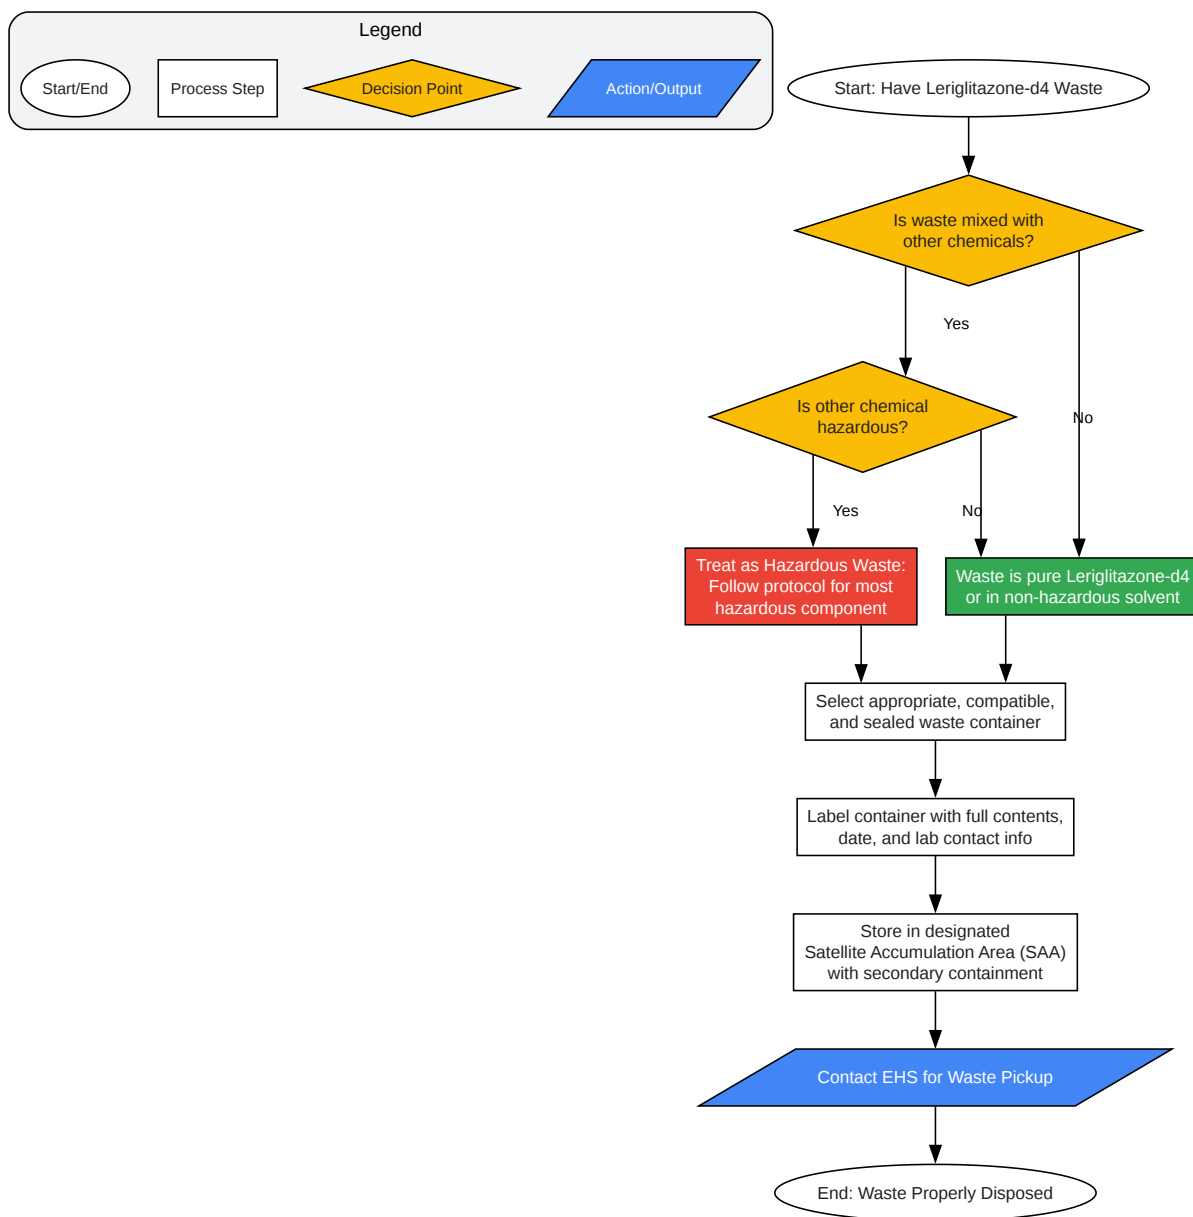 Legend
Start/End
Process Step
Decision Point
Action/Output
Start: Have Leriglitazone-d4 Waste
Is waste mixed with
other chemicals?
Yes
Is other chemical
hazardous?
No
Yes
No
Treat as Hazardous Waste:
Follow protocol for most
hazardous component
Waste is pure Leriglitazone-d4
or in non-hazardous solvent
Select appropriate, compatible,
and sealed waste container
Label container with full contents,
date, and lab contact info
Store in designated
Satellite Accumulation Area (SAA)
with secondary containment
Contact EHS for Waste Pickup
End: Waste Properly Disposed